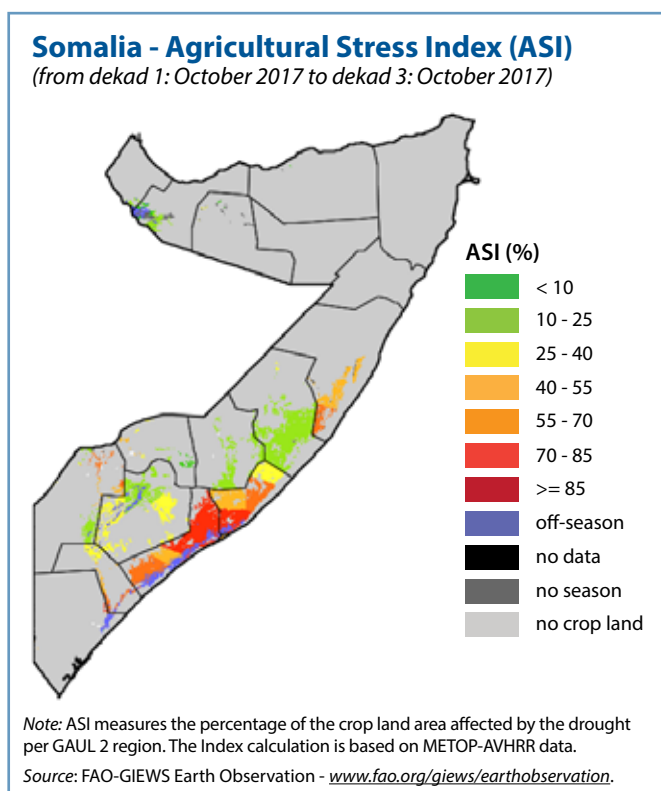 Somalia - Agricultural Stress Index (ASI)
(from dekad 1: October 2017 to dekad 3: October 2017)
ASI (%)
< 10
10 - 25
25 - 40
40 - 55
55 - 70
70 - 85
>= 85
off-season
no data
no season
no crop land
Note: ASI measures the percentage of the crop land area affected by the drought
per GAUL 2 region. The Index calculation is based on METOP-AVHRR data.
Source: FAO-GIEWS Earth Observation - www.fao.org/giews/earthobservation.